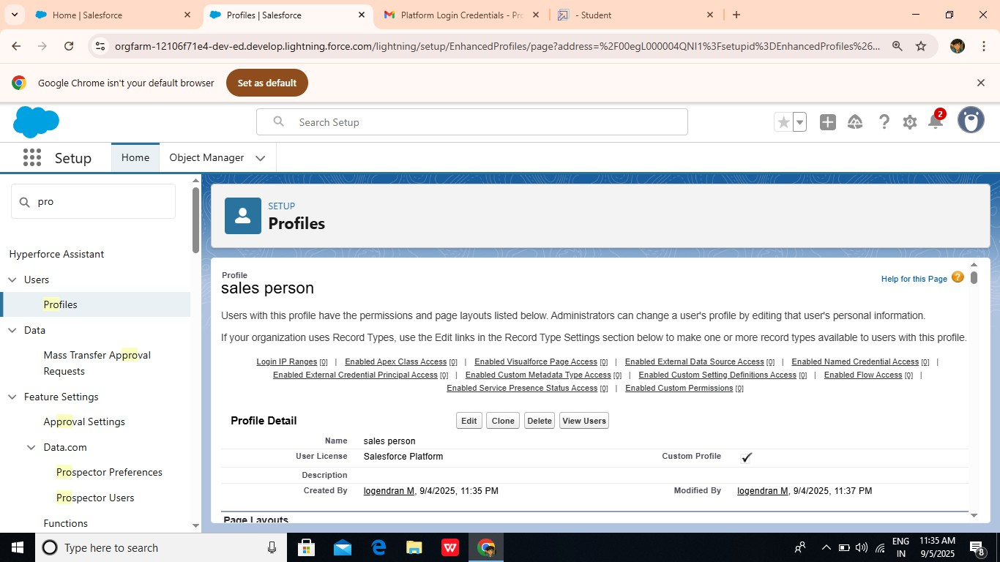 Home | Salesforce
Profiles | Salesforce
Platform Login Credentials - Pro
- Student
orgfarm-12106f71e4-dev-ed.develop.lightning.force.com/lightning/setup/EnhancedProfiles/page?address=%2F00egL000004QNI1%3Fsetupid%3DEnhancedProfiles%26...
Google Chrome isn't your default browser
Set as default
Search Setup
2
Setup
Home
Object Manager
pro
Hyperforce Assistant
Users
Profiles
Data
Mass Transfer Approval
Requests
Feature Settings
Approval Settings
Data.com
Prospector Preferences
Prospector Users
Functions
SETUP
Profiles
Profile
sales person
Help for this Page ?
Users with this profile have the permissions and page layouts listed below. Administrators can change a user's profile by editing that user's personal information.
If your organization uses Record Types, use the Edit links in the Record Type Settings section below to make one or more record types available to users with this profile.
Login IP Ranges [0] | Enabled Apex Class Access [0] | Enabled Visualforce Page Access [0] | Enabled External Data Source Access [0] | Enabled Named Credential Access [0] |
Enabled External Credential Principal Access [0] | Enabled Custom Metadata Type Access [0] | Enabled Custom Setting Definitions Access [0] | Enabled Flow Access [0] |
Enabled Service Presence Status Access [0] | Enabled Custom Permissions [0]
Profile Detail
Edit Clone Delete View Users
Name sales person
User License Salesforce Platform Custom Profile
Description
Created By logendran M, 9/4/2025, 11:35 PM Modified By logendran M, 9/4/2025, 11:37 PM
Page Layouts
Type here to search
ENG
IN
11:35 AM
9/5/2025
8